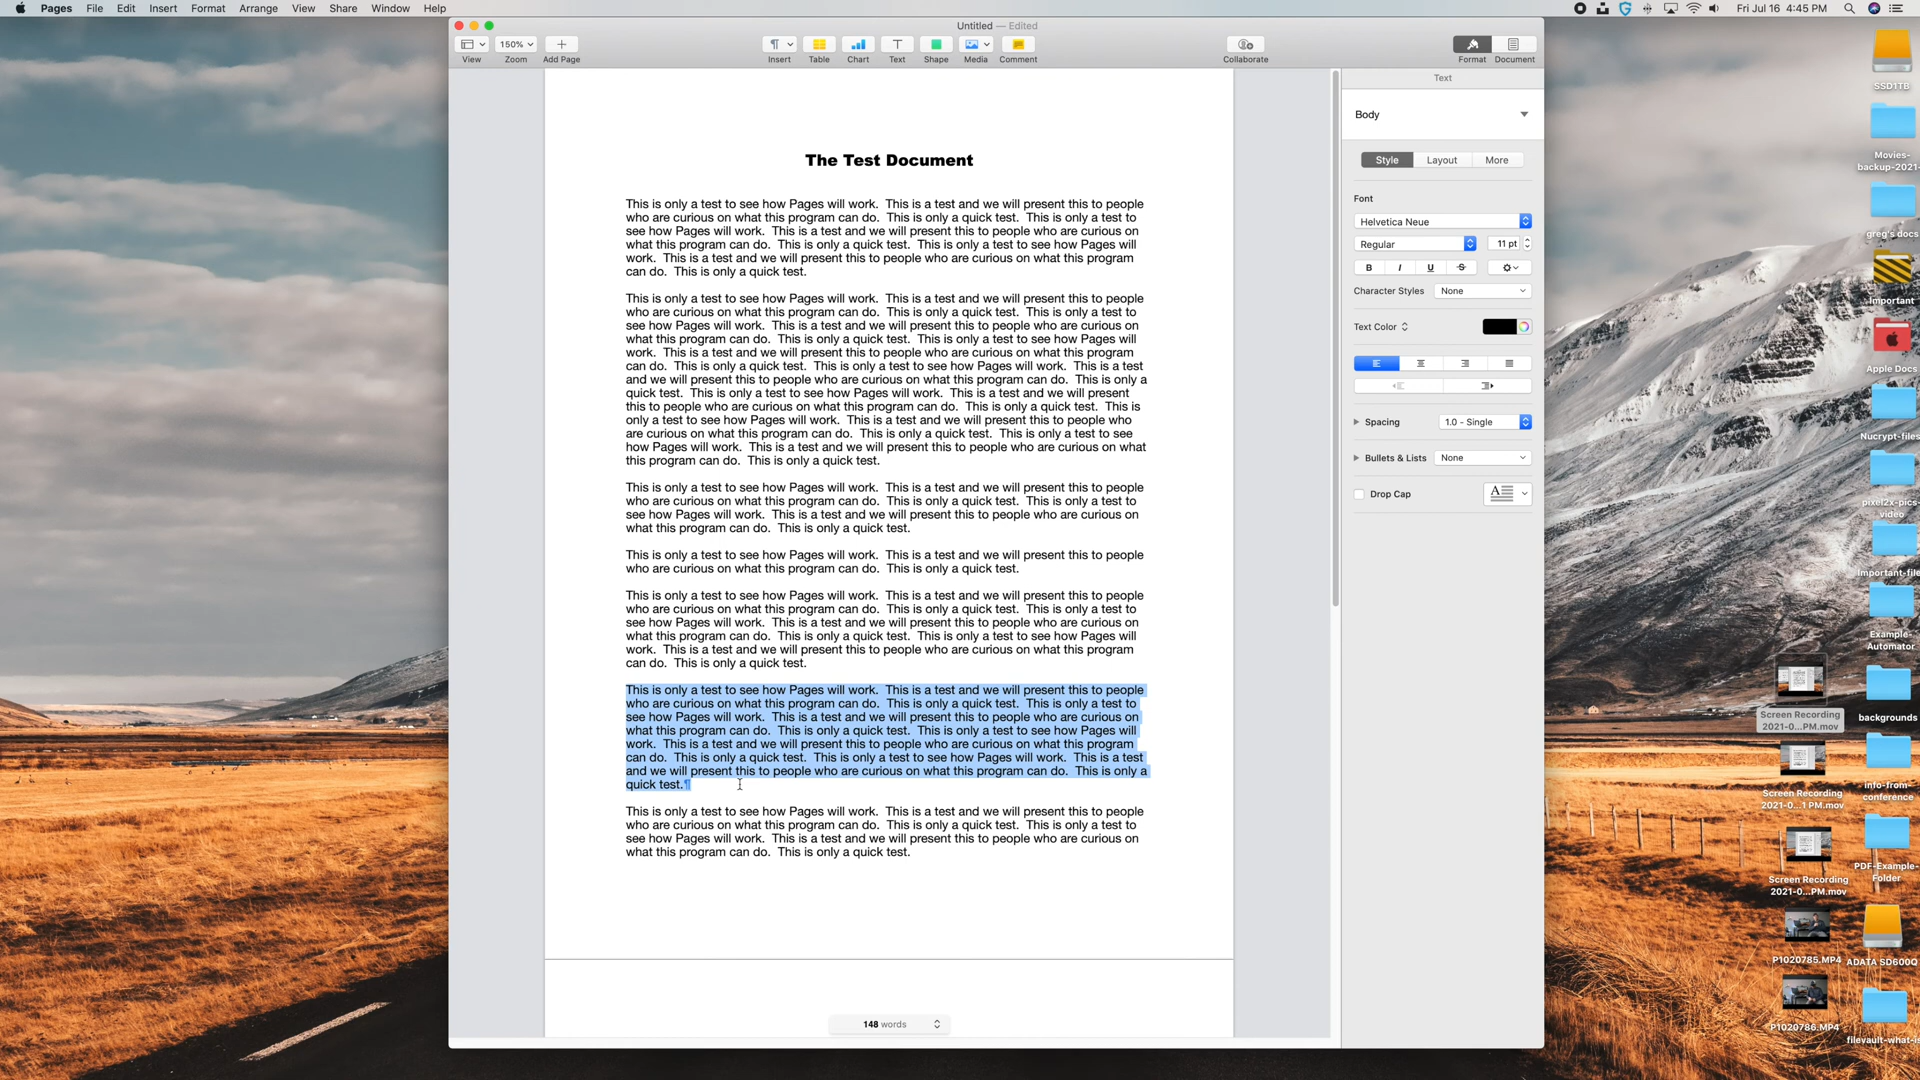 Pages File Edit Insert Format Arrange View Share Window Help
Fri Jul 16 4:45 PM
Untitled — Edited
150%
View Zoom Add Page Insert Table Chart Text Shape Media Comment Collaborate Format Document
Text
Body
Style Layout More
Font
Helvetica Neue
Regular 11 pt
B I U S
Character Styles None
Text Color
Spacing 1.0 - Single
Bullets & Lists None
Drop Cap A
The Test Document
This is only a test to see how Pages will work. This is a test and we will present this to people
who are curious on what this program can do. This is only a quick test. This is only a test to
see how Pages will work. This is a test and we will present this to people who are curious on
what this program can do. This is only a quick test. This is only a test to see how Pages will
work. This is a test and we will present this to people who are curious on what this program
can do. This is only a quick test.
This is only a test to see how Pages will work. This is a test and we will present this to people
who are curious on what this program can do. This is only a quick test. This is only a test to
see how Pages will work. This is a test and we will present this to people who are curious on
what this program can do. This is only a quick test. This is only a test to see how Pages will
work. This is a test and we will present this to people who are curious on what this program
can do. This is only a quick test. This is only a test to see how Pages will work. This is a test
and we will present this to people who are curious on what this program can do. This is only a
quick test. This is only a test to see how Pages will work. This is a test and we will present
this to people who are curious on what this program can do. This is only a quick test. This is
only a test to see how Pages will work. This is a test and we will present this to people who
are curious on what this program can do. This is only a quick test. This is only a test to see
how Pages will work. This is a test and we will present this to people who are curious on what
this program can do. This is only a quick test.
This is only a test to see how Pages will work. This is a test and we will present this to people
who are curious on what this program can do. This is only a quick test. This is only a test to
see how Pages will work. This is a test and we will present this to people who are curious on
what this program can do. This is only a quick test.
This is only a test to see how Pages will work. This is a test and we will present this to people
who are curious on what this program can do. This is only a quick test.
This is only a test to see how Pages will work. This is a test and we will present this to people
who are curious on what this program can do. This is only a quick test. This is only a test to
see how Pages will work. This is a test and we will present this to people who are curious on
what this program can do. This is only a quick test. This is only a test to see how Pages will
work. This is a test and we will present this to people who are curious on what this program
can do. This is only a quick test.
This is only a test to see how Pages will work. This is a test and we will present this to people
who are curious on what this program can do. This is only a quick test. This is only a test to
see how Pages will work. This is a test and we will present this to people who are curious on
what this program can do. This is only a quick test. This is only a test to see how Pages will
work. This is a test and we will present this to people who are curious on what this program
can do. This is only a quick test. This is only a test to see how Pages will work. This is a test
and we will present this to people who are curious on what this program can do. This is only a
quick test.¶
This is only a test to see how Pages will work. This is a test and we will present this to people
who are curious on what this program can do. This is only a quick test. This is only a test to
see how Pages will work. This is a test and we will present this to people who are curious on
what this program can do. This is only a quick test.
148 words
SSD1TB
Movies-
backup-2021-
greg's docs
Important
Apple Docs
Nucrypt-files
pixel2x-pics-
video
Important-file
Example-
Automator
Screen Recording
2021-0...PM.mov
backgrounds
Screen Recording
2021-0...1 PM.mov
info-from-
conference
Screen Recording
2021-0...PM.mov
PDF-Example-
Folder
P1020785.MP4
ADATA SD600Q
P1020786.MP4
filevault-what-is